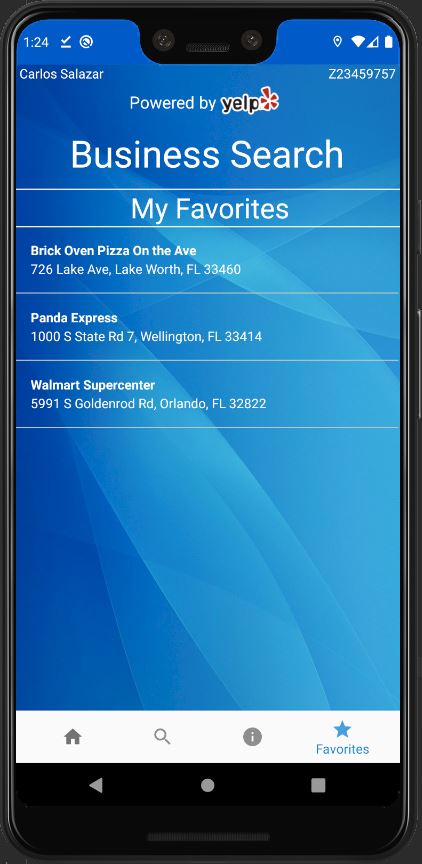 1:24
Carlos Salazar Z23459757
Powered by yelp
Business Search
My Favorites
Brick Oven Pizza On the Ave
726 Lake Ave, Lake Worth, FL 33460
Panda Express
1000 S State Rd 7, Wellington, FL 33414
Walmart Supercenter
5991 S Goldenrod Rd, Orlando, FL 32822
Favorites